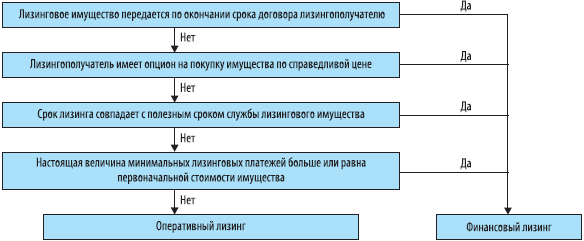 Лизинговое имущество передается по окончании срока договора лизингополучателю
Да
Нет
Лизингополучатель имеет опцион на покупку имущества по справедливой цене
Да
Нет
Срок лизинга совпадает с полезным сроком службы лизингового имущества
Да
Нет
Настоящая величина минимальных лизинговых платежей больше или равна
первоначальной стоимости имущества
Да
Нет
Оперативный лизинг
Финансовый лизинг